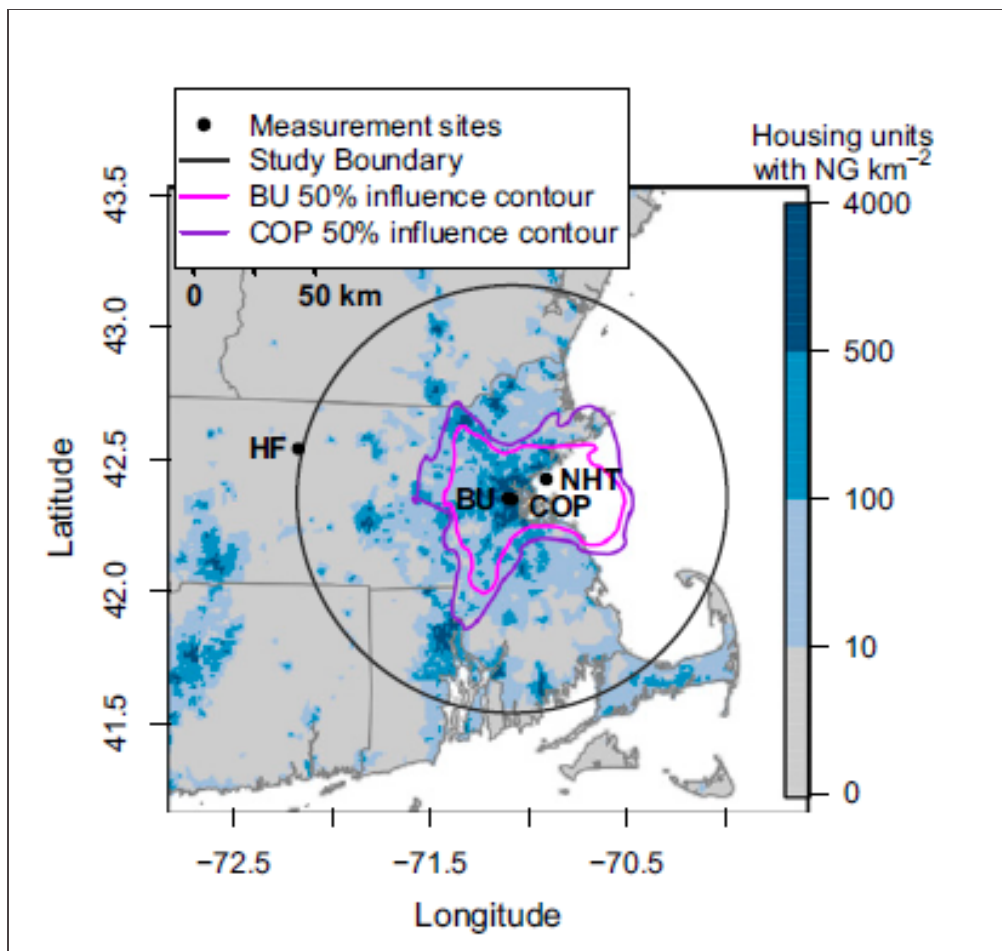 Measurement sites
Study Boundary
BU 50% influence contour
COP 50% influence contour
Housing units
with NG km⁻²
4000
500
100
10
0
0 50 km
HF
NHT
BU
COP
43.5
43.0
42.5
42.0
41.5
Latitude
−72.5 −71.5 −70.5
Longitude